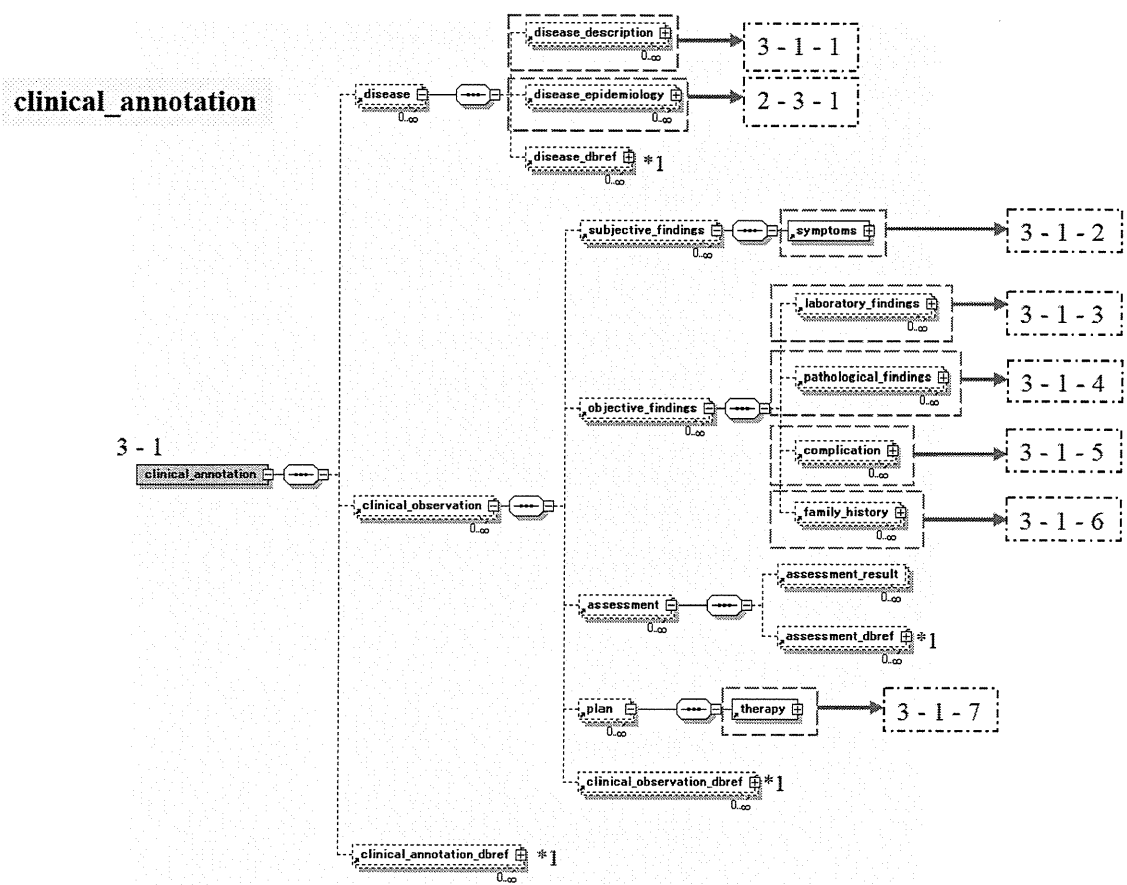 clinical_annotation
disease_description
0..∞
3 - 1 - 1
disease
0..∞
disease_epidemiology
0..∞
2 - 3 - 1
disease_dbref *1
0..∞
subjective_findings
0..∞
symptoms
3 - 1 - 2
laboratory_findings
0..∞
3 - 1 - 3
pathological_findings
0..∞
3 - 1 - 4
objective_findings
0..∞
complication
0..∞
3 - 1 - 5
3 - 1
clinical_annotation
clinical_observation
0..∞
family_history
0..∞
3 - 1 - 6
assessment_result
0..∞
assessment
0..∞
assessment_dbref *1
0..∞
plan
0..∞
therapy
3 - 1 - 7
clinical_observation_dbref *1
0..∞
clinical_annotation_dbref *1
0..∞